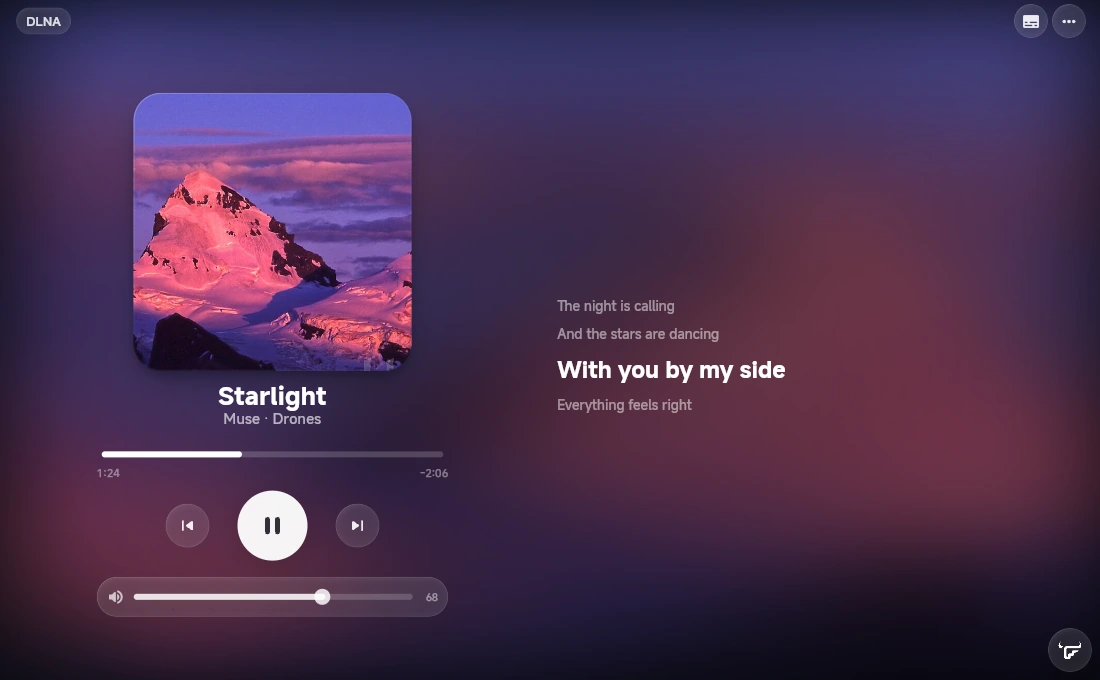 DLNA
Starlight
Muse · Drones
1:24
-2:06
68
The night is calling
And the stars are dancing
With you by my side
Everything feels right